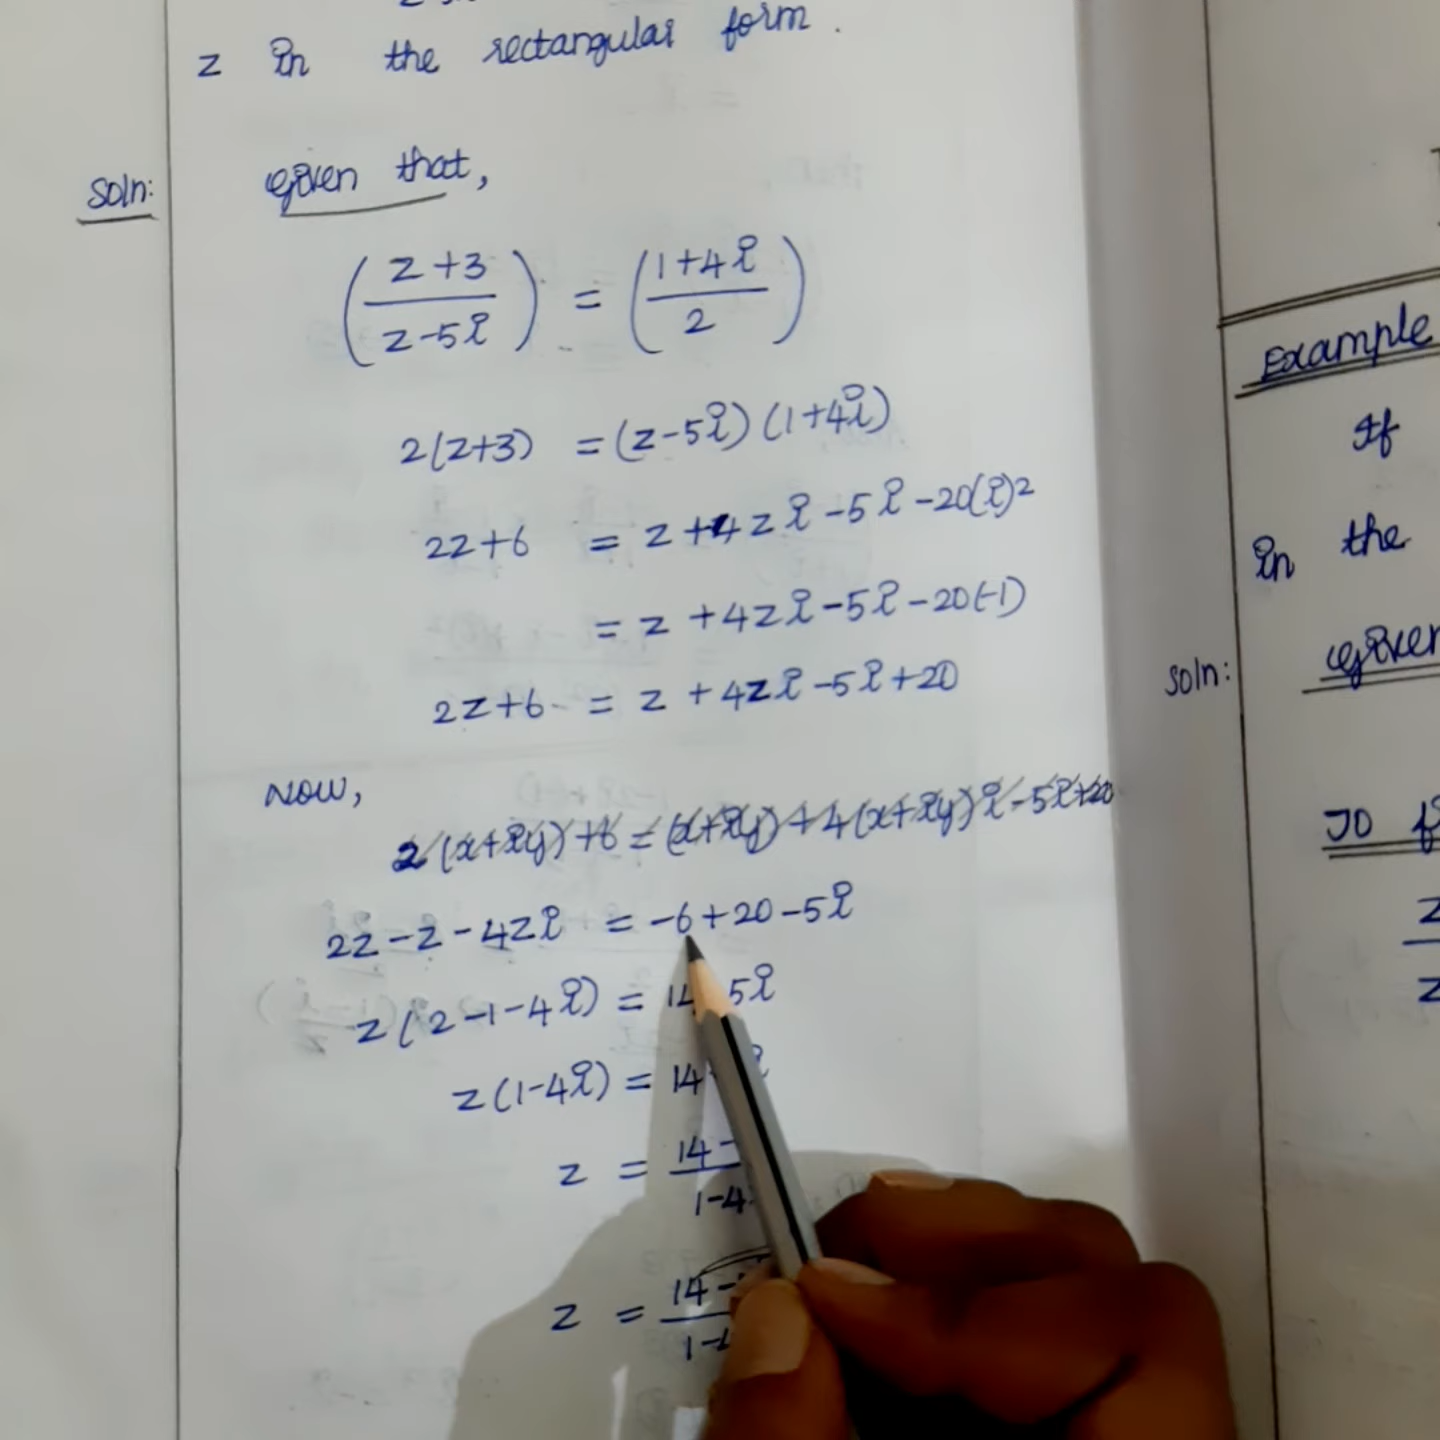 z in the rectangular form.
Soln:
Given that,
(z+3 / z-5i) = (1+4i / 2)
2(z+3) = (z-5i)(1+4i)
2z+6 = z+4zi-5i-20(i)²
= z+4zi-5i-20(-1)
2z+6 = z+4zi-5i+20
Now,
2(x+iy)+6=(x+iy)+4(x+iy)i-5i+20
2z-z-4zi = -6+20-5i
z(2-1-4i) = 14 5i
z(1-4i) = 14
z = 14- / 1-4
z = 14- / 1-4
Example
If
in the
Given
Soln:
To f
z
z